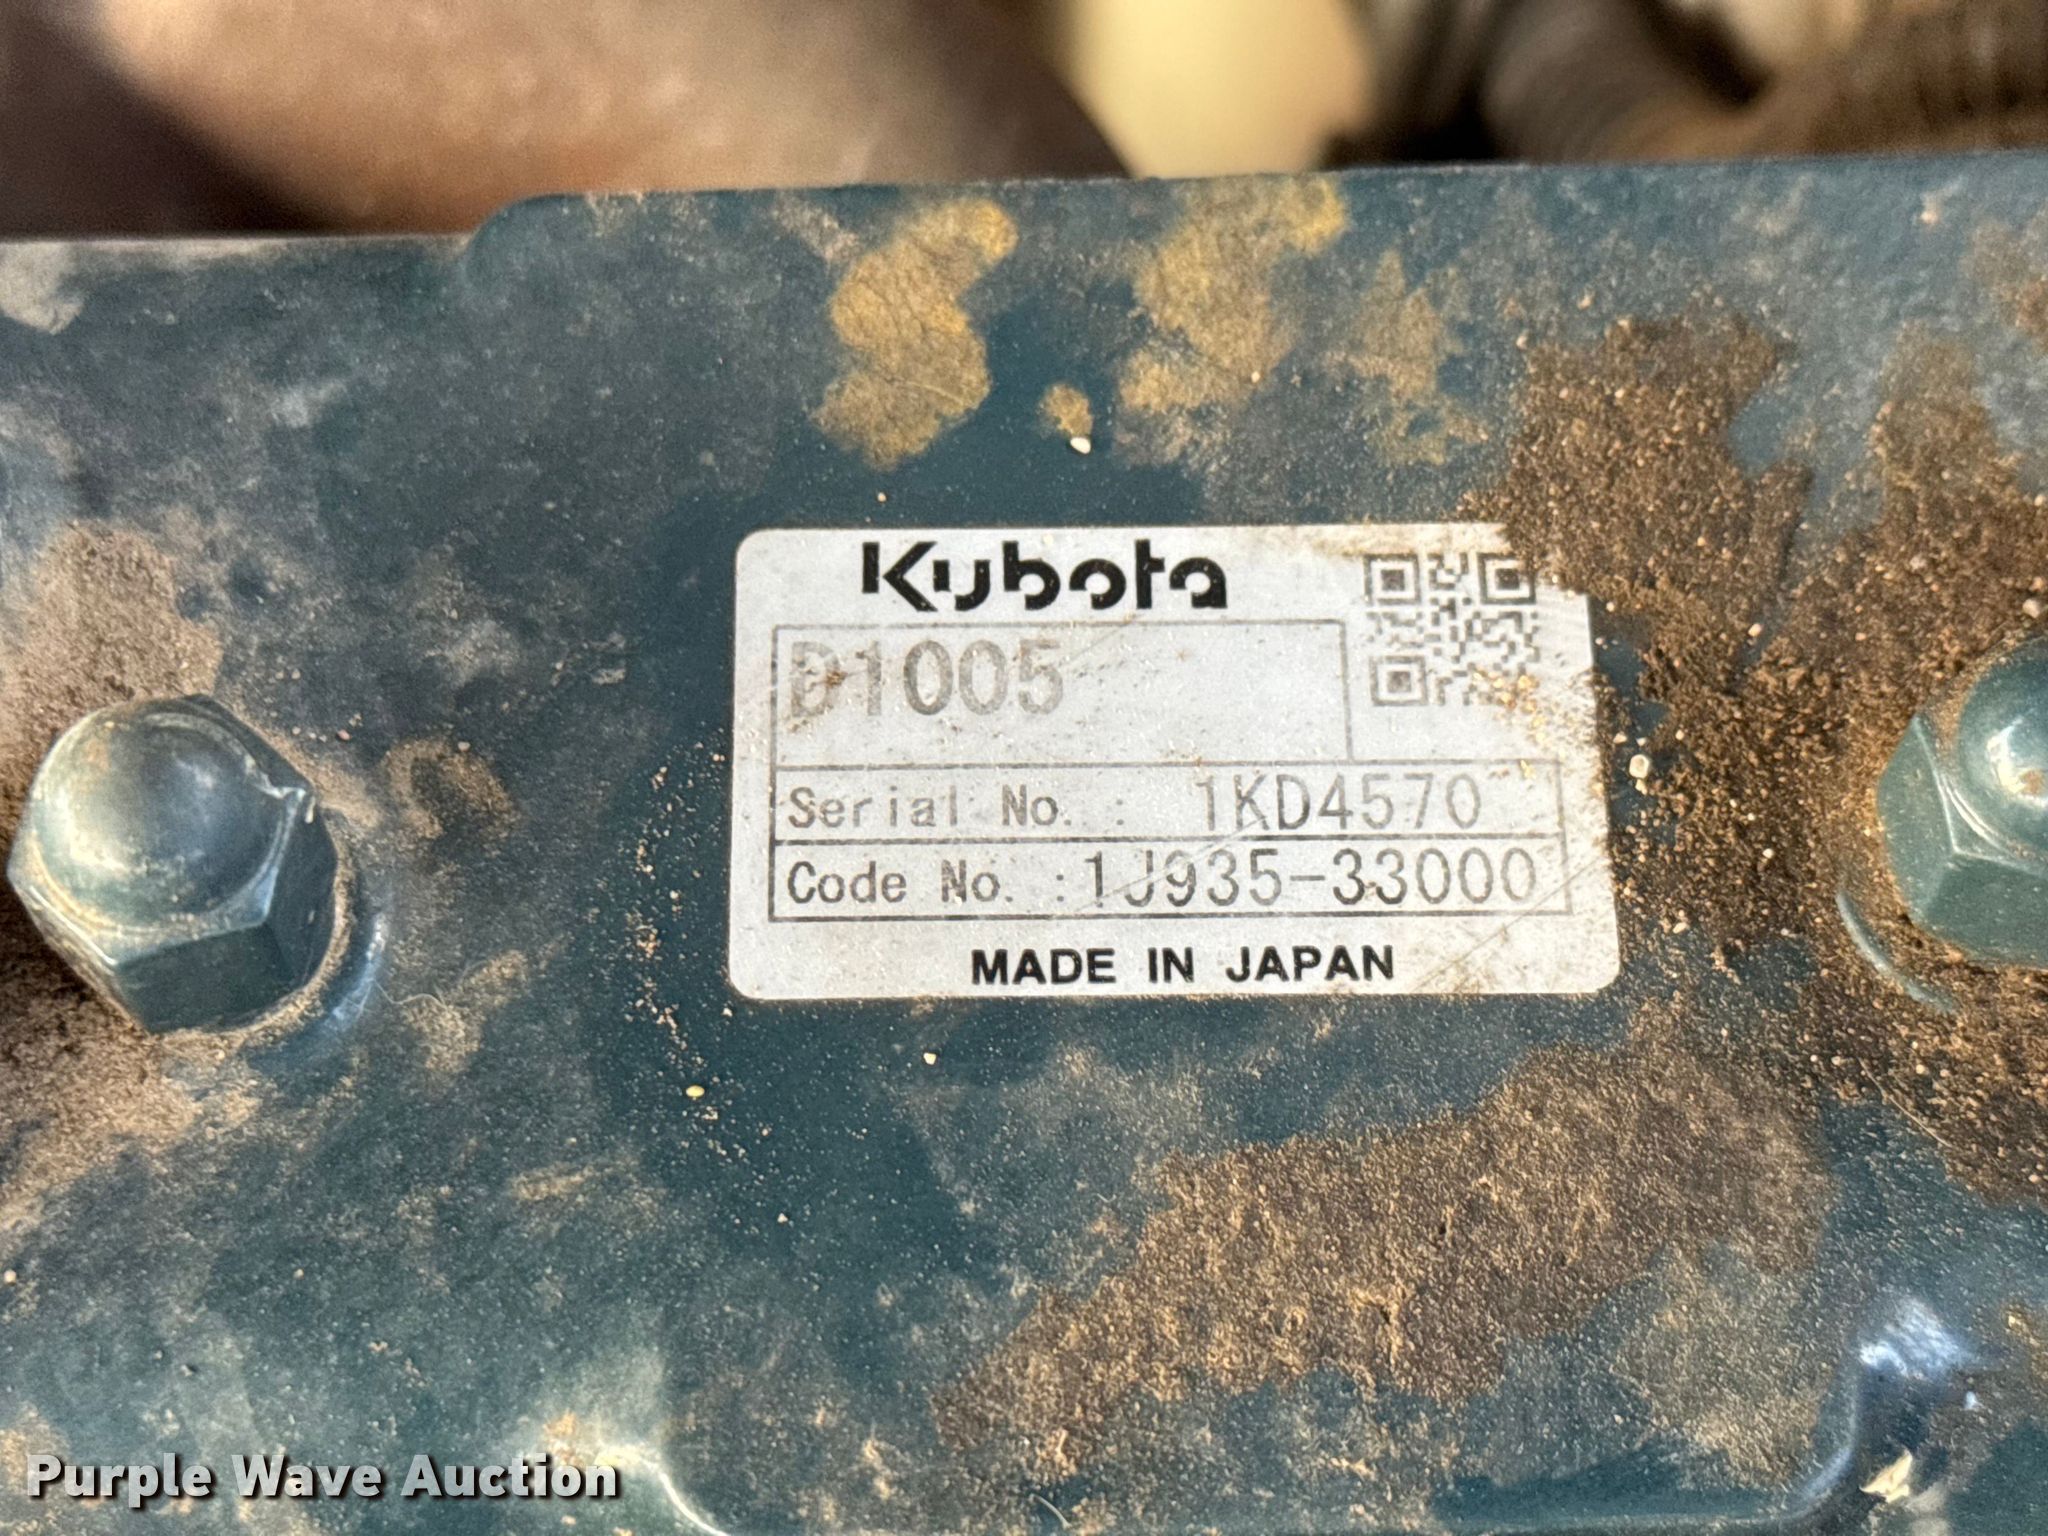 Kubota
D1005
Serial No. : 1KD4570
Code No. :1J935-33000
MADE IN JAPAN
Purple Wave Auction